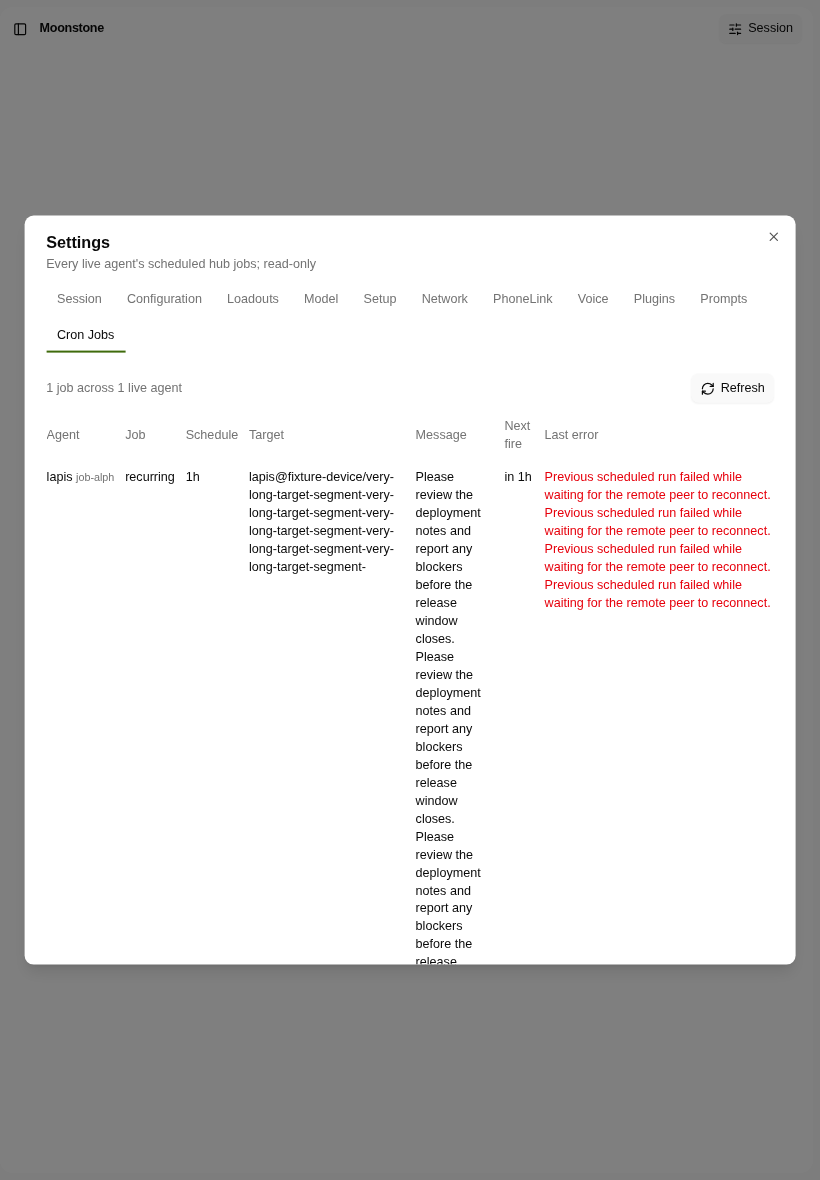 Moonstone
Session
Settings
Every live agent's scheduled hub jobs; read-only
Session Configuration Loadouts Model Setup Network PhoneLink Voice Plugins Prompts
Cron Jobs
1 job across 1 live agent
Refresh
Agent Job Schedule Target Message Next fire Last error
lapis job-alph
recurring
1h
lapis@fixture-device/very-
long-target-segment-very-
long-target-segment-very-
long-target-segment-very-
long-target-segment-very-
long-target-segment-
Please
review the
deployment
notes and
report any
blockers
before the
release
window
closes.
Please
review the
deployment
notes and
report any
blockers
before the
release
window
closes.
Please
review the
deployment
notes and
report any
blockers
before the
release
in 1h
Previous scheduled run failed while
waiting for the remote peer to reconnect.
Previous scheduled run failed while
waiting for the remote peer to reconnect.
Previous scheduled run failed while
waiting for the remote peer to reconnect.
Previous scheduled run failed while
waiting for the remote peer to reconnect.